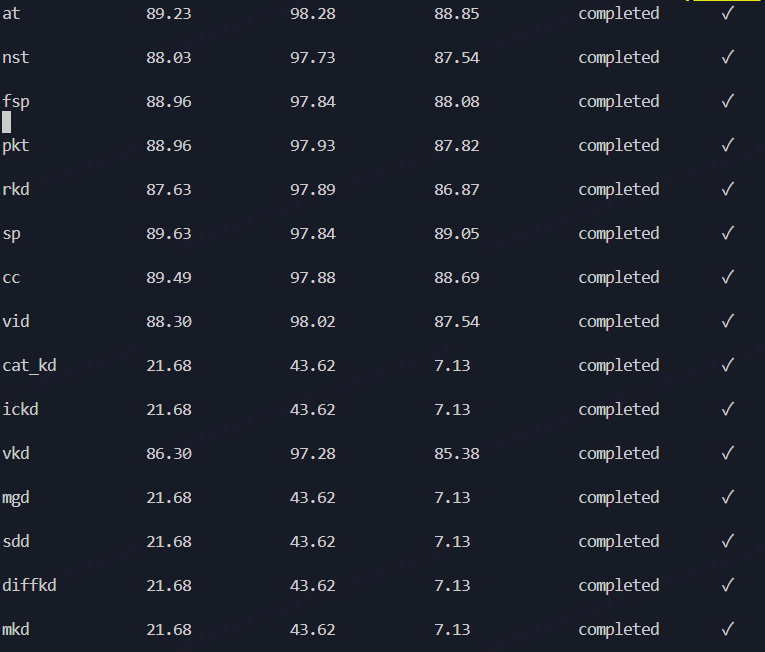 at 89.23 98.28 88.85 completed ✓
nst 88.03 97.73 87.54 completed ✓
fsp 88.96 97.84 88.08 completed ✓
pkt 88.96 97.93 87.82 completed ✓
rkd 87.63 97.89 86.87 completed ✓
sp 89.63 97.84 89.05 completed ✓
cc 89.49 97.88 88.69 completed ✓
vid 88.30 98.02 87.54 completed ✓
cat_kd 21.68 43.62 7.13 completed ✓
ickd 21.68 43.62 7.13 completed ✓
vkd 86.30 97.28 85.38 completed ✓
mgd 21.68 43.62 7.13 completed ✓
sdd 21.68 43.62 7.13 completed ✓
diffkd 21.68 43.62 7.13 completed ✓
mkd 21.68 43.62 7.13 completed ✓